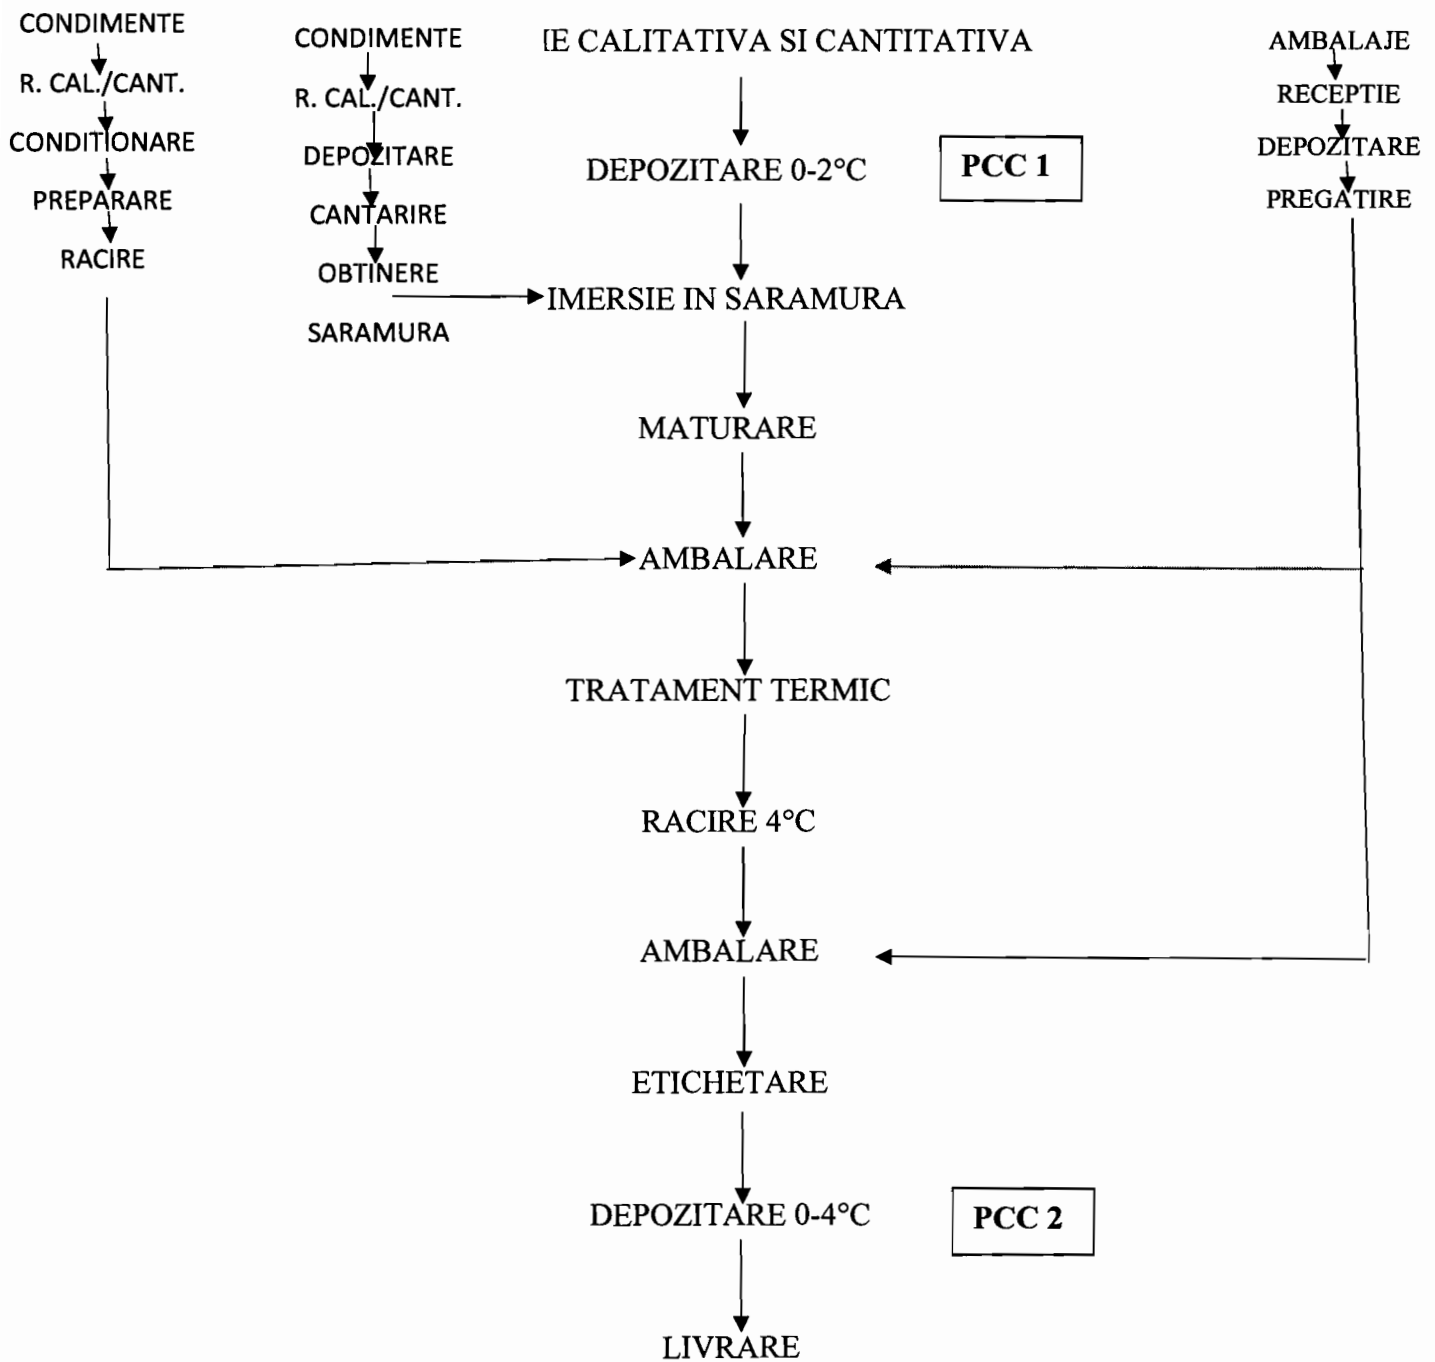 CONDIMENTE
R. CAL./CANT.
CONDITIONARE
PREPARARE
RACIRE
CONDIMENTE
R. CAL./CANT.
DEPOZITARE
CANTARIRE
OBTINERE
SARAMURA
IE CALITATIVA SI CANTITATIVA
DEPOZITARE 0-2°C
PCC 1
IMERSIE IN SARAMURA
MATURARE
AMBALARE
TRATAMENT TERMIC
RACIRE 4°C
AMBALARE
ETICHETARE
DEPOZITARE 0-4°C
PCC 2
LIVRARE
AMBALAJE
RECEPTIE
DEPOZITARE
PREGATIRE